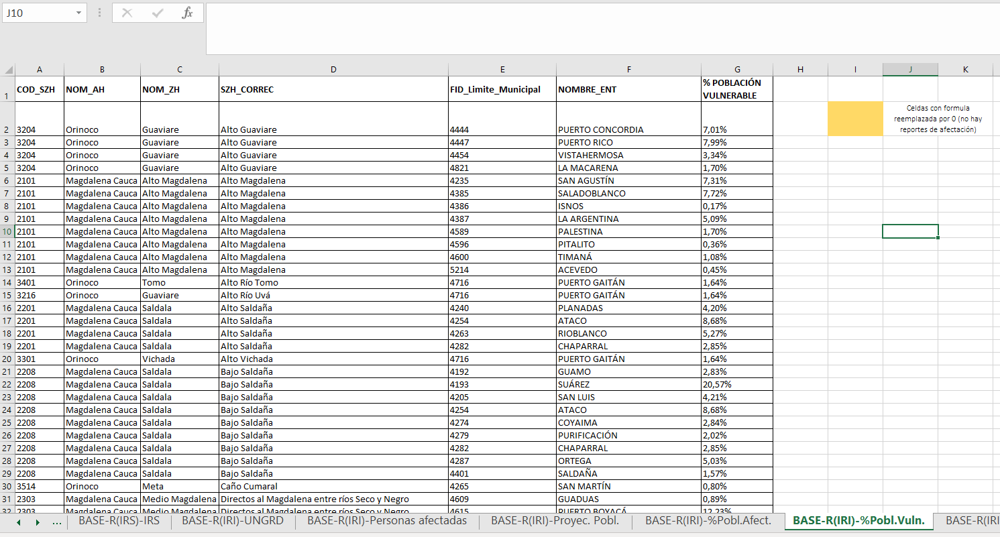 J10
fx
A B C D E F G H I J K
1 COD_SZH NOM_AH NOM_ZH SZH_CORREC FID_Limite_Municipal NOMBRE_ENT % POBLACIÓN VULNERABLE
2 3204 Orinoco Guaviare Alto Guaviare 4444 PUERTO CONCORDIA 7,01%
Celdas con formula
reemplazada por 0 (no hay
reportes de afectación)
3 3204 Orinoco Guaviare Alto Guaviare 4447 PUERTO RICO 7,99%
4 3204 Orinoco Guaviare Alto Guaviare 4454 VISTAHERMOSA 3,34%
5 3204 Orinoco Guaviare Alto Guaviare 4821 LA MACARENA 1,70%
6 2101 Magdalena Cauca Alto Magdalena Alto Magdalena 4235 SAN AGUSTÍN 7,31%
7 2101 Magdalena Cauca Alto Magdalena Alto Magdalena 4385 SALADOBLANCO 7,72%
8 2101 Magdalena Cauca Alto Magdalena Alto Magdalena 4386 ISNOS 0,17%
9 2101 Magdalena Cauca Alto Magdalena Alto Magdalena 4387 LA ARGENTINA 5,09%
10 2101 Magdalena Cauca Alto Magdalena Alto Magdalena 4589 PALESTINA 1,70%
11 2101 Magdalena Cauca Alto Magdalena Alto Magdalena 4596 PITALITO 0,36%
12 2101 Magdalena Cauca Alto Magdalena Alto Magdalena 4600 TIMANÁ 1,08%
13 2101 Magdalena Cauca Alto Magdalena Alto Magdalena 5214 ACEVEDO 0,45%
14 3401 Orinoco Tomo Alto Río Tomo 4716 PUERTO GAITÁN 1,64%
15 3216 Orinoco Guaviare Alto Río Uvá 4716 PUERTO GAITÁN 1,64%
16 2201 Magdalena Cauca Saldala Alto Saldaña 4240 PLANADAS 4,20%
17 2201 Magdalena Cauca Saldala Alto Saldaña 4254 ATACO 8,68%
18 2201 Magdalena Cauca Saldala Alto Saldaña 4263 RIOBLANCO 5,27%
19 2201 Magdalena Cauca Saldala Alto Saldaña 4282 CHAPARRAL 2,85%
20 3301 Orinoco Vichada Alto Vichada 4716 PUERTO GAITÁN 1,64%
21 2208 Magdalena Cauca Saldala Bajo Saldaña 4192 GUAMO 2,83%
22 2208 Magdalena Cauca Saldala Bajo Saldaña 4193 SUÁREZ 20,57%
23 2208 Magdalena Cauca Saldala Bajo Saldaña 4205 SAN LUIS 4,21%
24 2208 Magdalena Cauca Saldala Bajo Saldaña 4254 ATACO 8,68%
25 2208 Magdalena Cauca Saldala Bajo Saldaña 4274 COYAIMA 2,84%
26 2208 Magdalena Cauca Saldala Bajo Saldaña 4279 PURIFICACIÓN 2,02%
27 2208 Magdalena Cauca Saldala Bajo Saldaña 4282 CHAPARRAL 2,85%
28 2208 Magdalena Cauca Saldala Bajo Saldaña 4287 ORTEGA 5,03%
29 2208 Magdalena Cauca Saldala Bajo Saldaña 4401 SALDAÑA 1,57%
30 3514 Orinoco Meta Caño Cumaral 4265 SAN MARTÍN 0,80%
31 2303 Magdalena Cauca Medio Magdalena Directos al Magdalena entre ríos Seco y Negro 4609 GUADUAS 0,89%
32 2303 Magdalena Cauca Medio Magdalena Directos al Magdalena entre ríos Seco y Negro 4615 PUERTO BOYACÁ 12,23%
... BASE-R(IRS)-IRS BASE-R(IRI)-UNGRD BASE-R(IRI)-Personas afectadas BASE-R(IRI)-Proyec. Pobl. BASE-R(IRI)-%Pobl.Afect. BASE-R(IRI)-%Pobl.Vuln. BASE-R(IRI